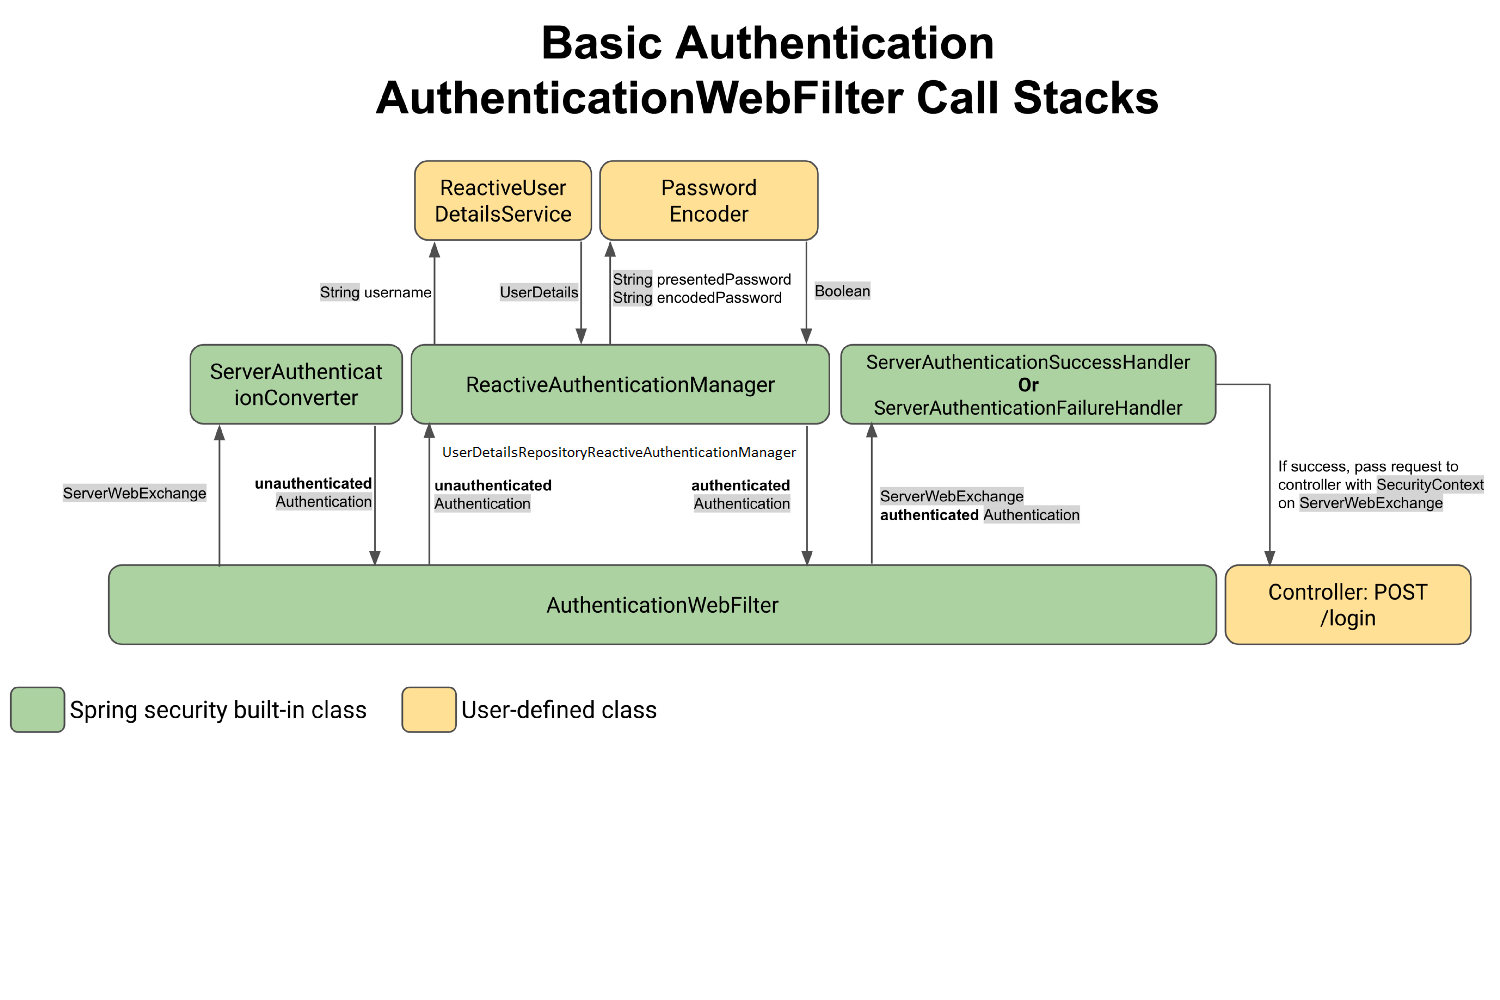 Basic Authentication
AuthenticationWebFilter Call Stacks
ReactiveUser
DetailsService
Password
Encoder
String username
UserDetails
String presentedPassword
String encodedPassword
Boolean
ServerAuthenticat
ionConverter
ReactiveAuthenticationManager
ServerAuthenticationSuccessHandler
Or
ServerAuthenticationFailureHandler
UserDetailsRepositoryReactiveAuthenticationManager
ServerWebExchange
unauthenticated
Authentication
unauthenticated
Authentication
authenticated
Authentication
ServerWebExchange
authenticated Authentication
If success, pass request to
controller with SecurityContext
on ServerWebExchange
AuthenticationWebFilter
Controller: POST
/login
Spring security built-in class
User-defined class